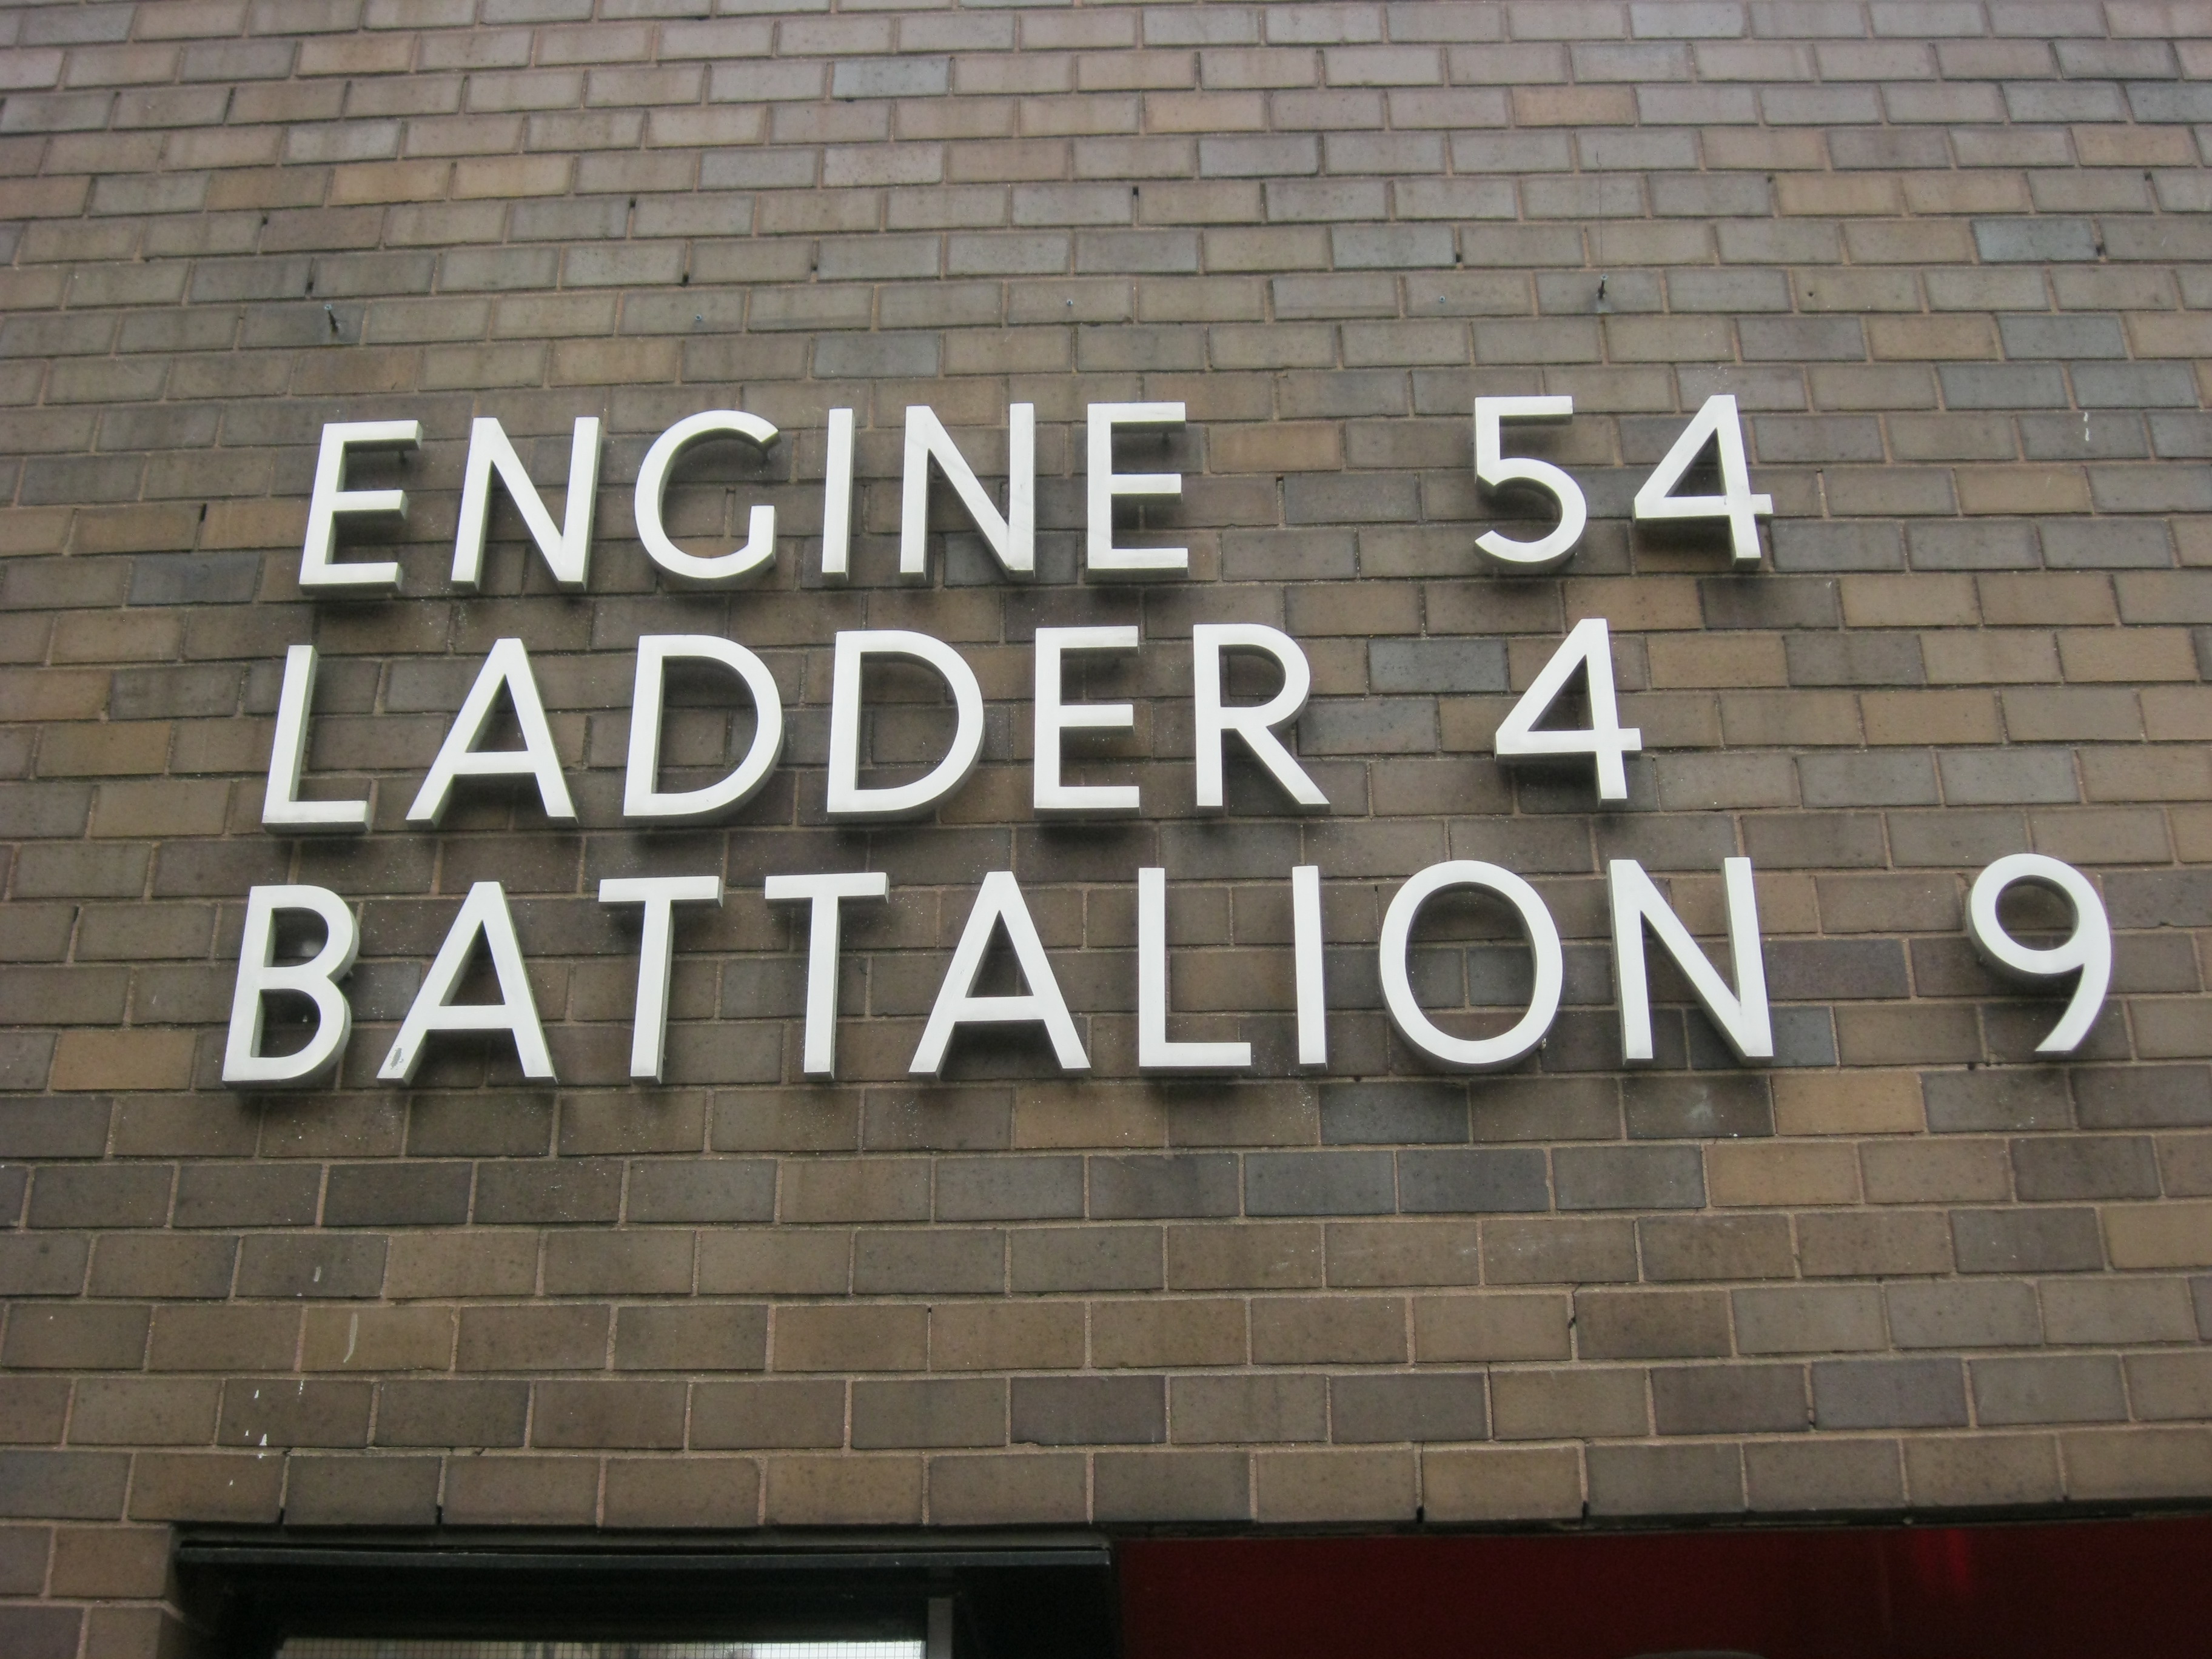 ENGINE 54
LADDER 4
BATTALION 9